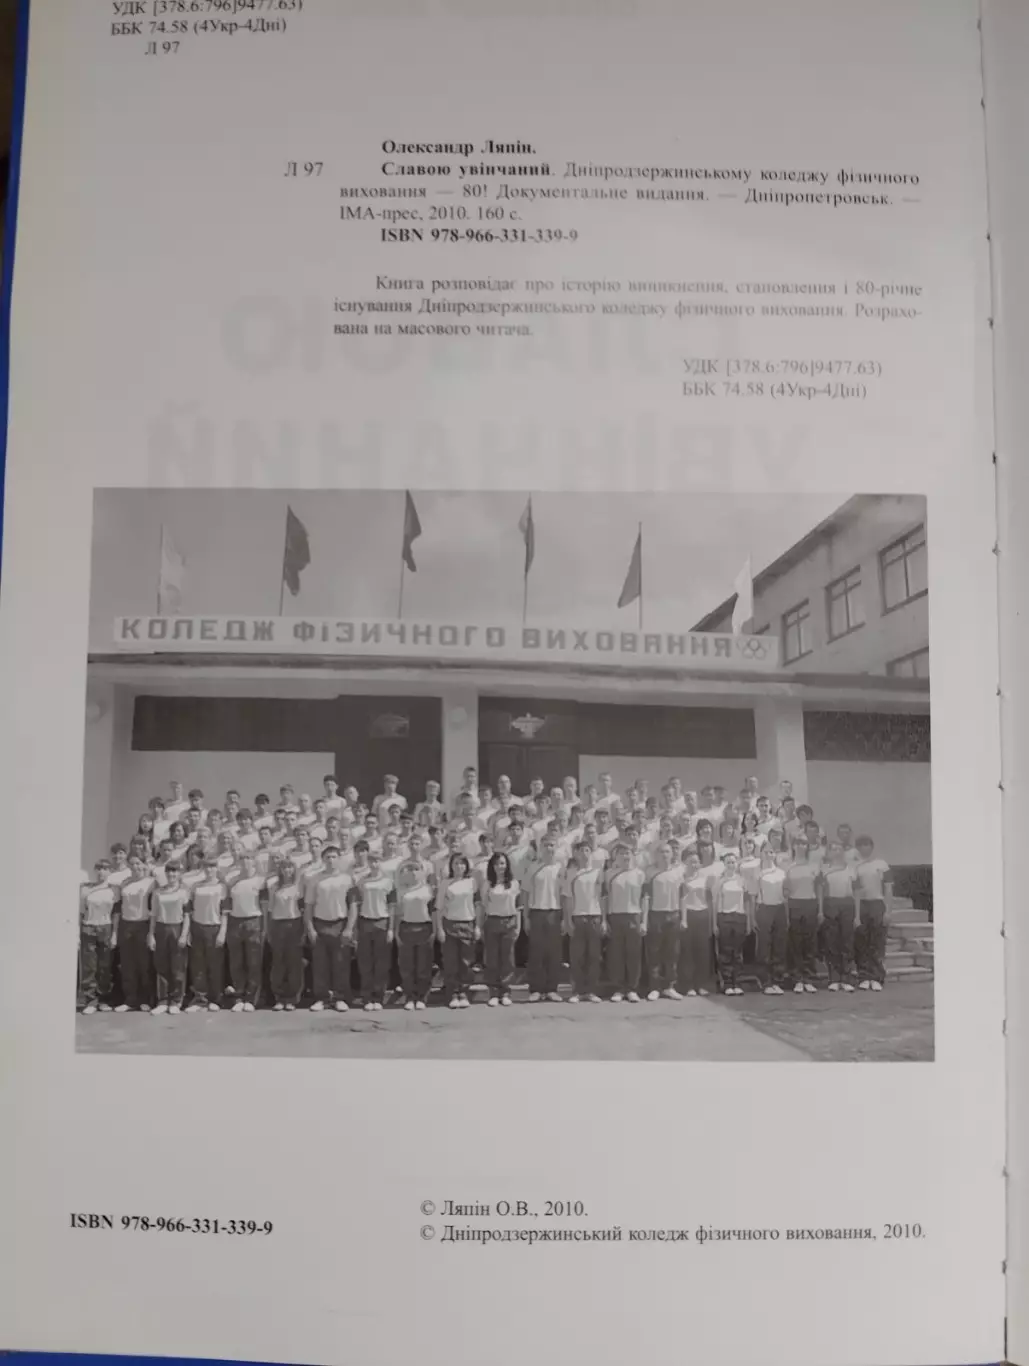 УДК [378.6:796]9477.63)
ББК 74.58 (4Укр-4Дні)
Л 97
Олександр Ляпін.
Л 97 Славою увінчаний. Дніпродзержинському коледжу фізичного
виховання — 80! Документальне видання. — Дніпропетровськ. —
ІМА-прес, 2010. 160 с.
ISBN 978-966-331-339-9
Книга розповідає про історію виникнення, становлення і 80-річне
існування Дніпродзержинського коледжу фізичного виховання. Розрахо-
вана на масового читача.
УДК [378.6:796]9477.63)
ББК 74.58 (4Укр-4Дні)
КОЛЕДЖ ФІЗИЧНОГО ВИХОВАННЯ
ISBN 978-966-331-339-9
© Ляпін О.В., 2010.
© Дніпродзержинський коледж фізичного виховання, 2010.